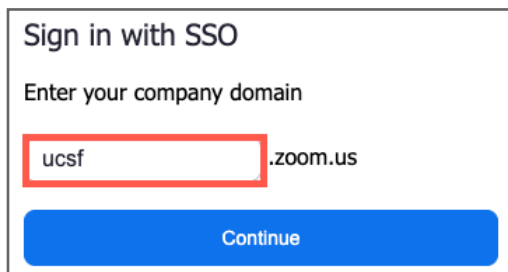 Sign in with SSO
Enter your company domain
ucsf .zoom.us
Continue